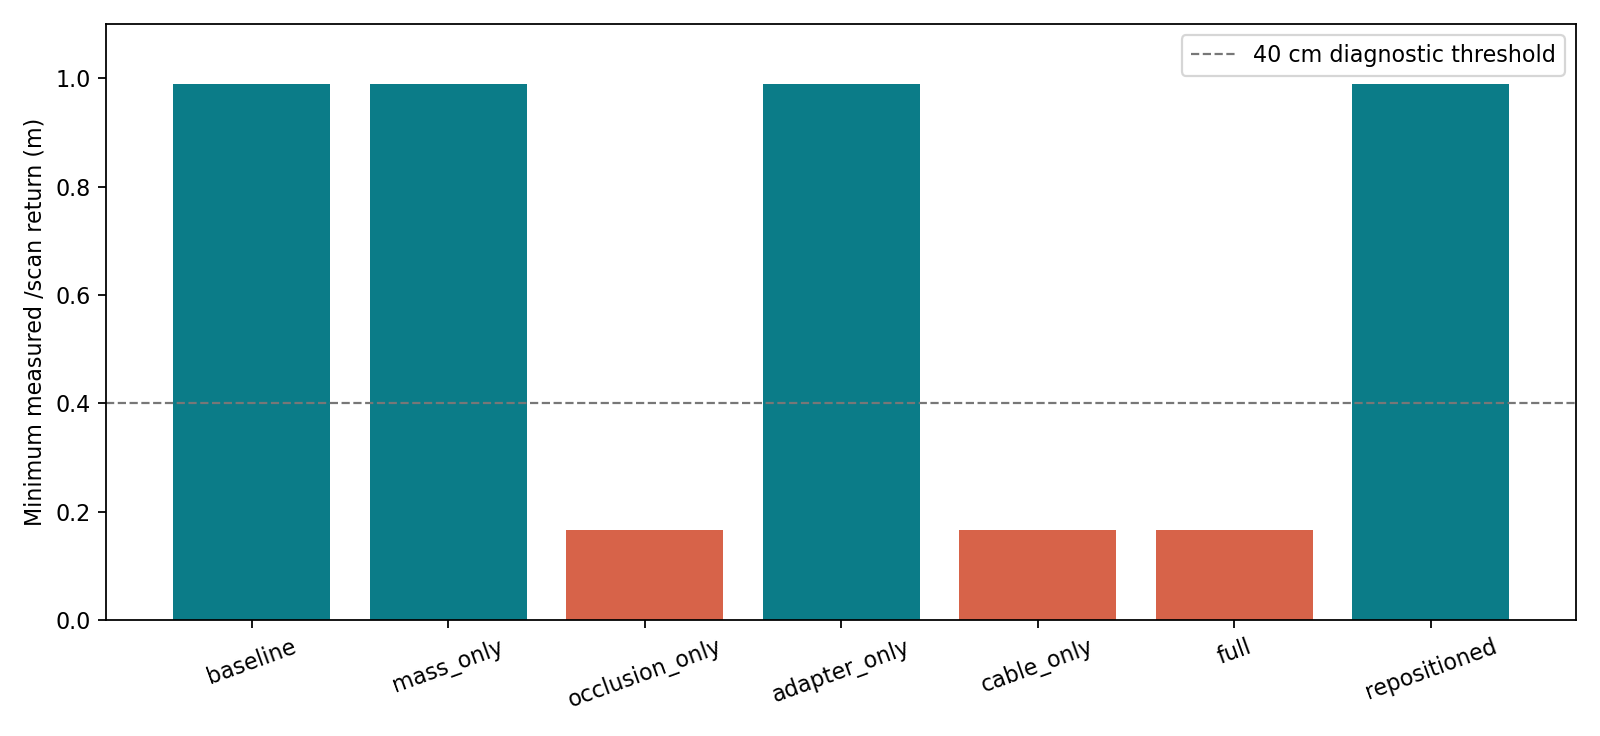 40 cm diagnostic threshold
Minimum measured /scan return (m)
1.0
0.8
0.6
0.4
0.2
0.0
baseline
mass_only
occlusion_only
adapter_only
cable_only
full
repositioned